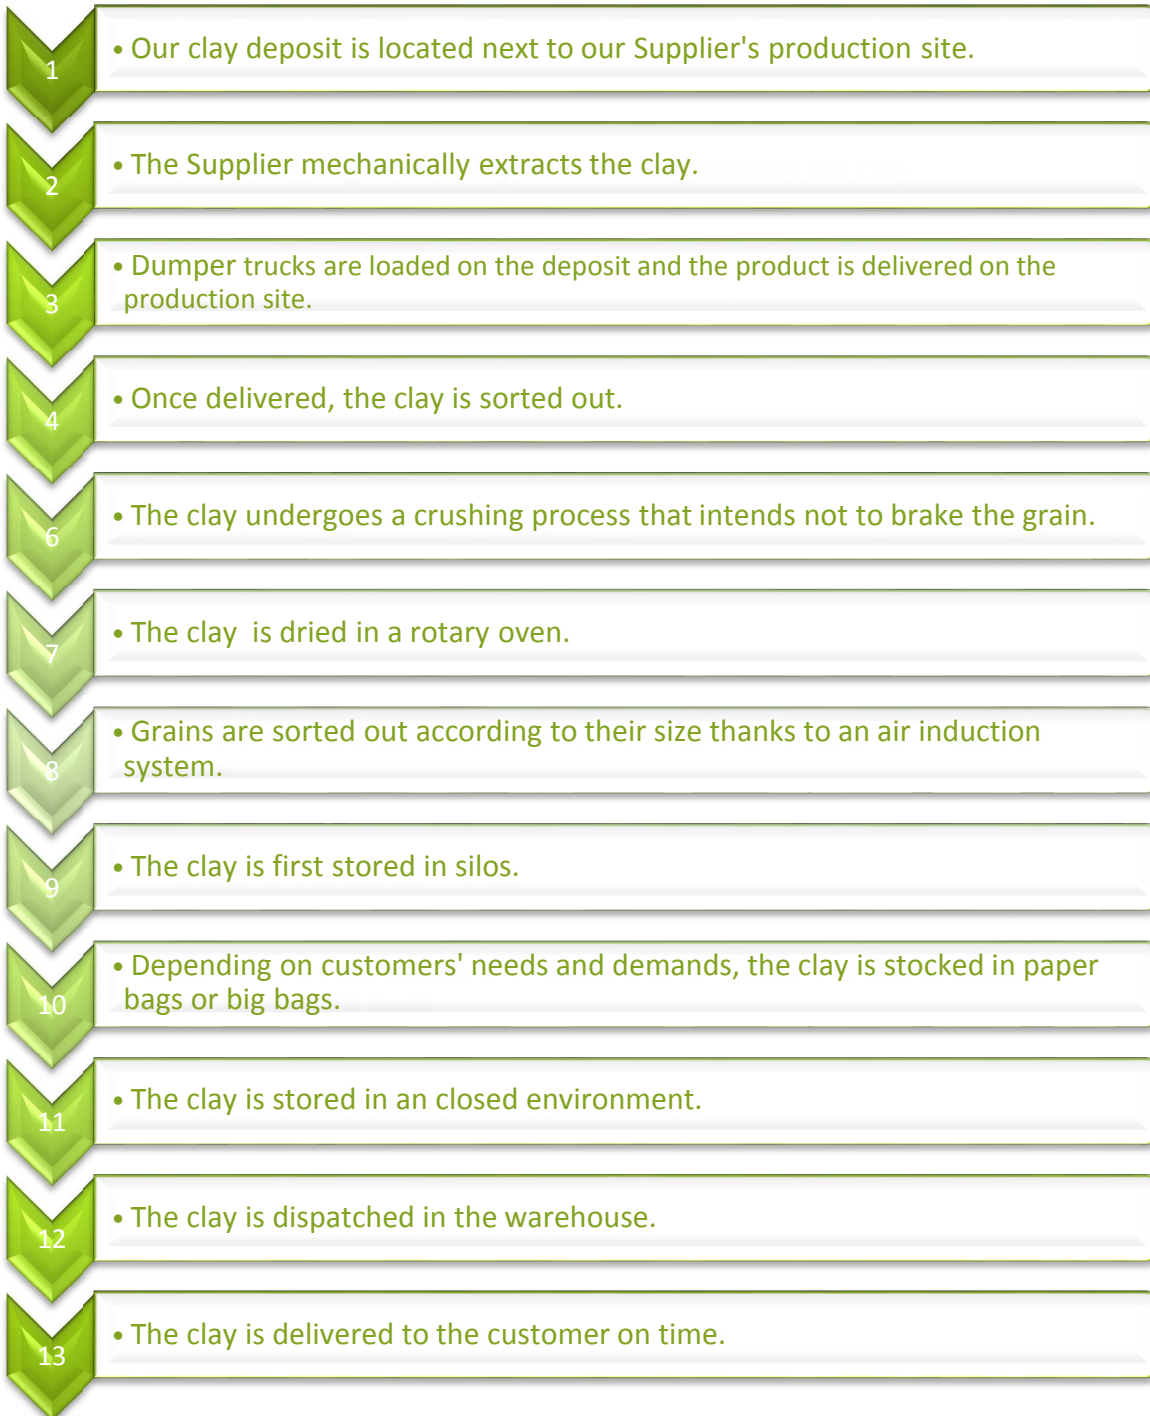 1
• Our clay deposit is located next to our Supplier's production site.
2
• The Supplier mechanically extracts the clay.
3
• Dumper trucks are loaded on the deposit and the product is delivered on the
production site.
4
• Once delivered, the clay is sorted out.
6
• The clay undergoes a crushing process that intends not to brake the grain.
7
• The clay  is dried in a rotary oven.
8
• Grains are sorted out according to their size thanks to an air induction
system.
9
• The clay is first stored in silos.
10
• Depending on customers' needs and demands, the clay is stocked in paper
bags or big bags.
11
• The clay is stored in an closed environment.
12
• The clay is dispatched in the warehouse.
13
• The clay is delivered to the customer on time.